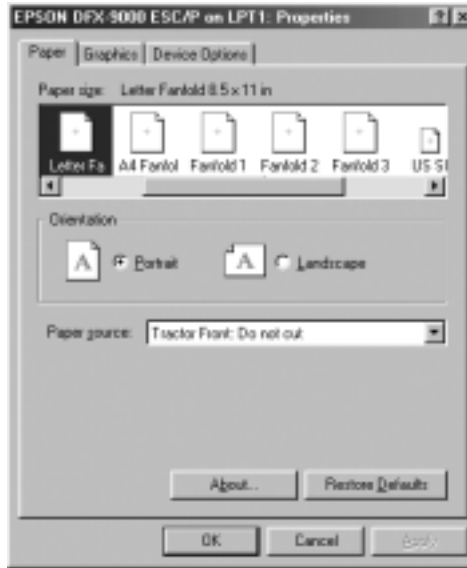 EPSON DFX-9000 ESC/P on LPT1: Properties
Paper Graphics Device Options
Paper size: Letter Fanfold 8.5 x 11 in
Letter Fa A4 Fanfol Fanfold 1 Fanfold 2 Fanfold 3 US S
Orientation
A Portrait A Landscape
Paper source: Tractor Front: Do not cut
About... Restore Defaults
OK Cancel Apply